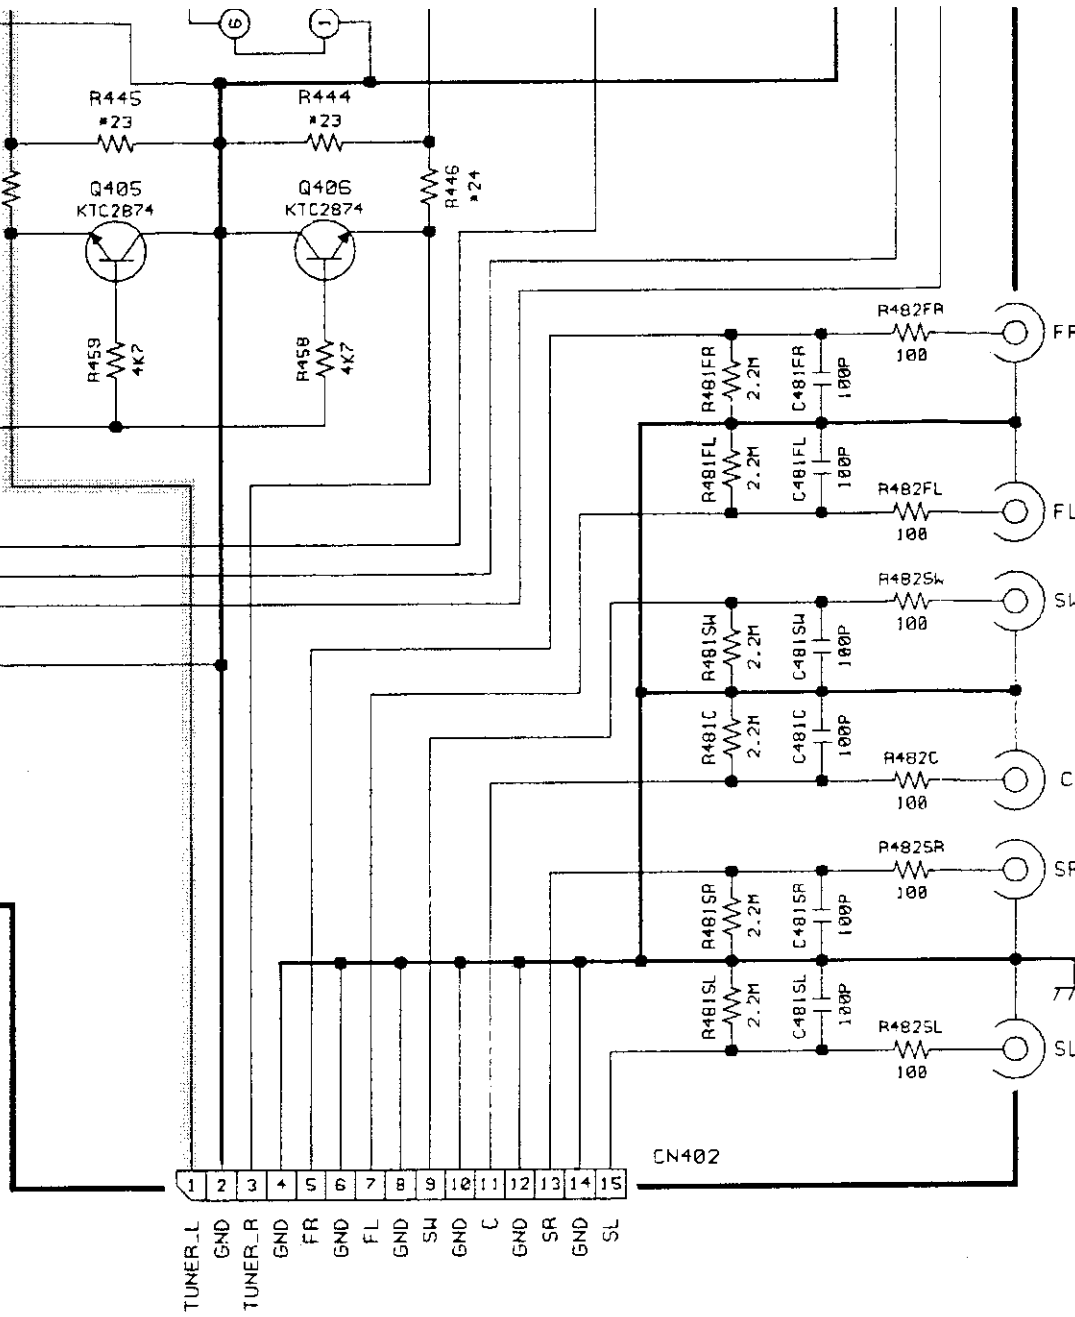 6 1
R445 R444
*23 *23
R446
*24
Q405 Q406
KTC2874 KTC2874
R459
4K7
R458
4K7
R482FR
100
FR
R481FR
2.2M
C481FR
100P
R481FL
2.2M
C481FL
100P
R482FL
100
FL
R482SW
100
R481SW
2.2M
C481SW
100P
R481C
2.2M
C481C
100P
R482C
100
C
R482SR
100
SR
R481SR
2.2M
C481SR
100P
R481SL
2.2M
C481SL
100P
R482SL
100
SL
CN402
1 2 3 4 5 6 7 8 9 10 11 12 13 14 15
TUNER_L
GND
TUNER_R
GND
FR
GND
FL
GND
SW
GND
C
GND
SR
GND
SL